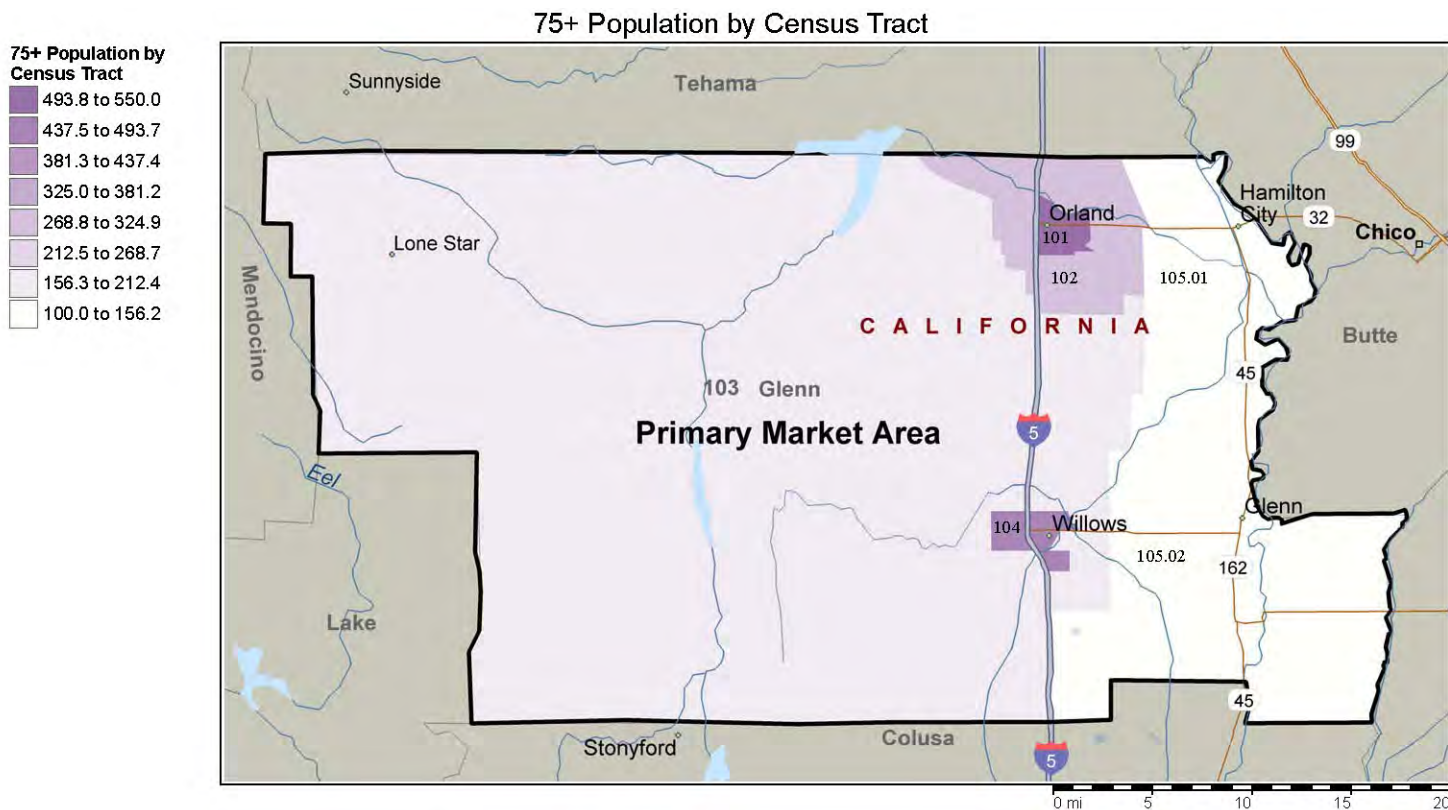 75+ Population by Census Tract
75+ Population by
Census Tract
493.8 to 550.0
437.5 to 493.7
381.3 to 437.4
325.0 to 381.2
268.8 to 324.9
212.5 to 268.7
156.3 to 212.4
100.0 to 156.2
Sunnyside
Tehama
99
Hamilton
City
32
Orland
Chico
Lone Star
101
102
105.01
Mendocino
CALIFORNIA
Butte
45
103 Glenn
Primary Market Area
5
Eel
Glenn
104
Willows
105.02
162
Lake
45
Stonyford
Colusa
5
0 mi 5 10 15 20